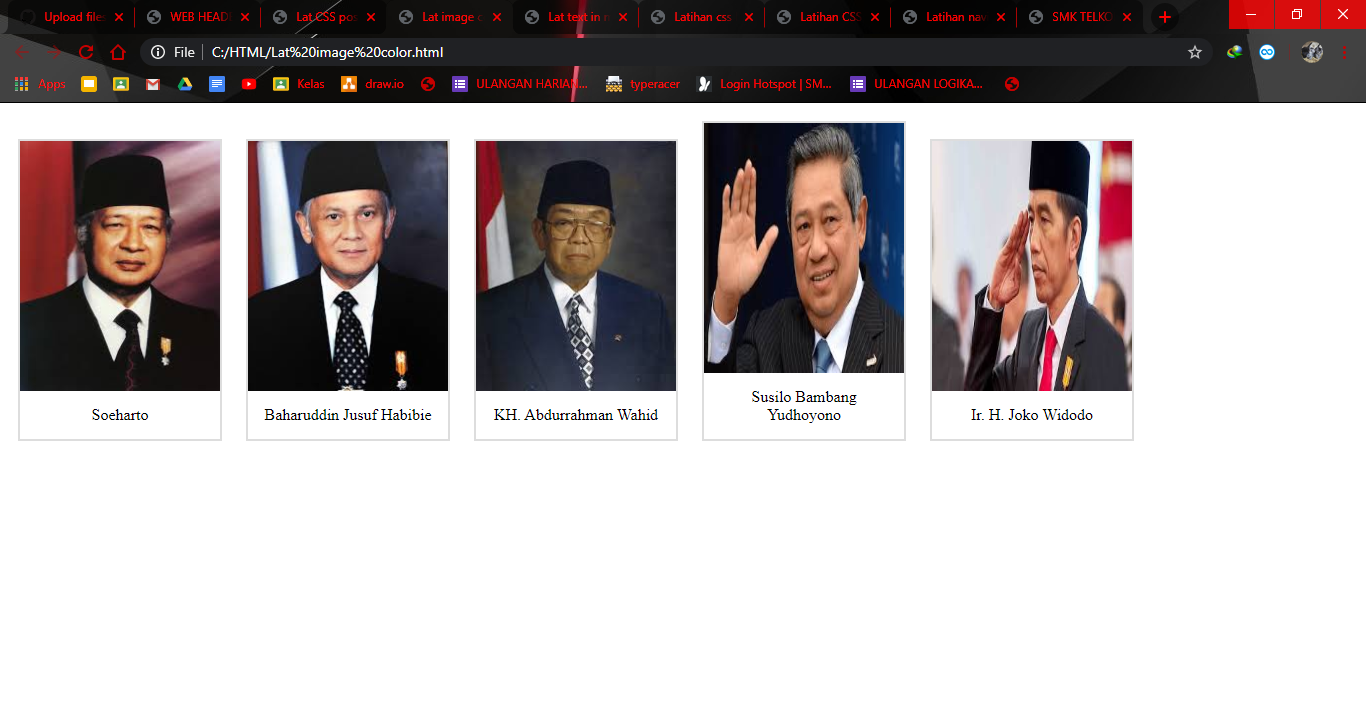 Upload files
WEB HEAD
Lat CSS pos
Lat image c
Lat text in
Latihan css
Latihan CSS
Latihan nav
SMK TELKO
File
C:/HTML/Lat%20image%20color.html
Apps
Kelas
draw.io
ULANGAN HARIAN...
typeracer
Login Hotspot | SM...
ULANGAN LOGIKA...
Soeharto
Baharuddin Jusuf Habibie
KH. Abdurrahman Wahid
Susilo Bambang
Yudhoyono
Ir. H. Joko Widodo